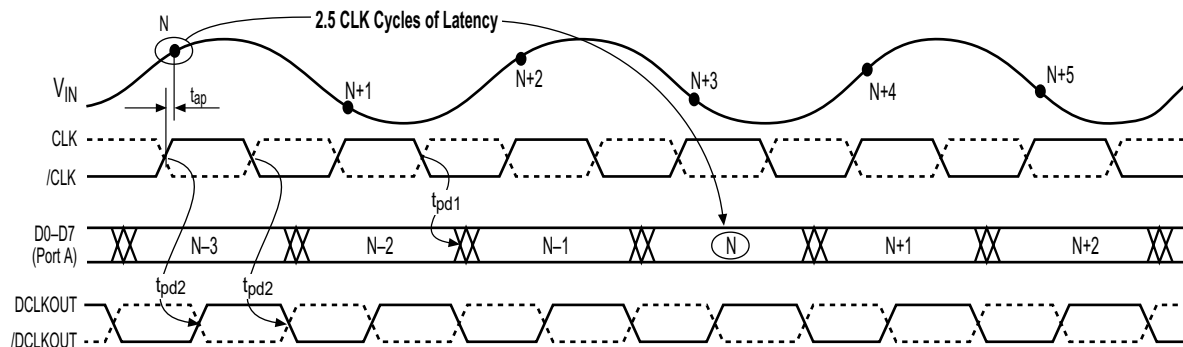 N
2.5 CLK Cycles of Latency
N+1
N+2
N+3
N+4
N+5
VIN
tap
CLK
/CLK
tpd1
D0–D7
(Port A)
N–3
N–2
N–1
N
N+1
N+2
tpd2
tpd2
DCLKOUT
/DCLKOUT